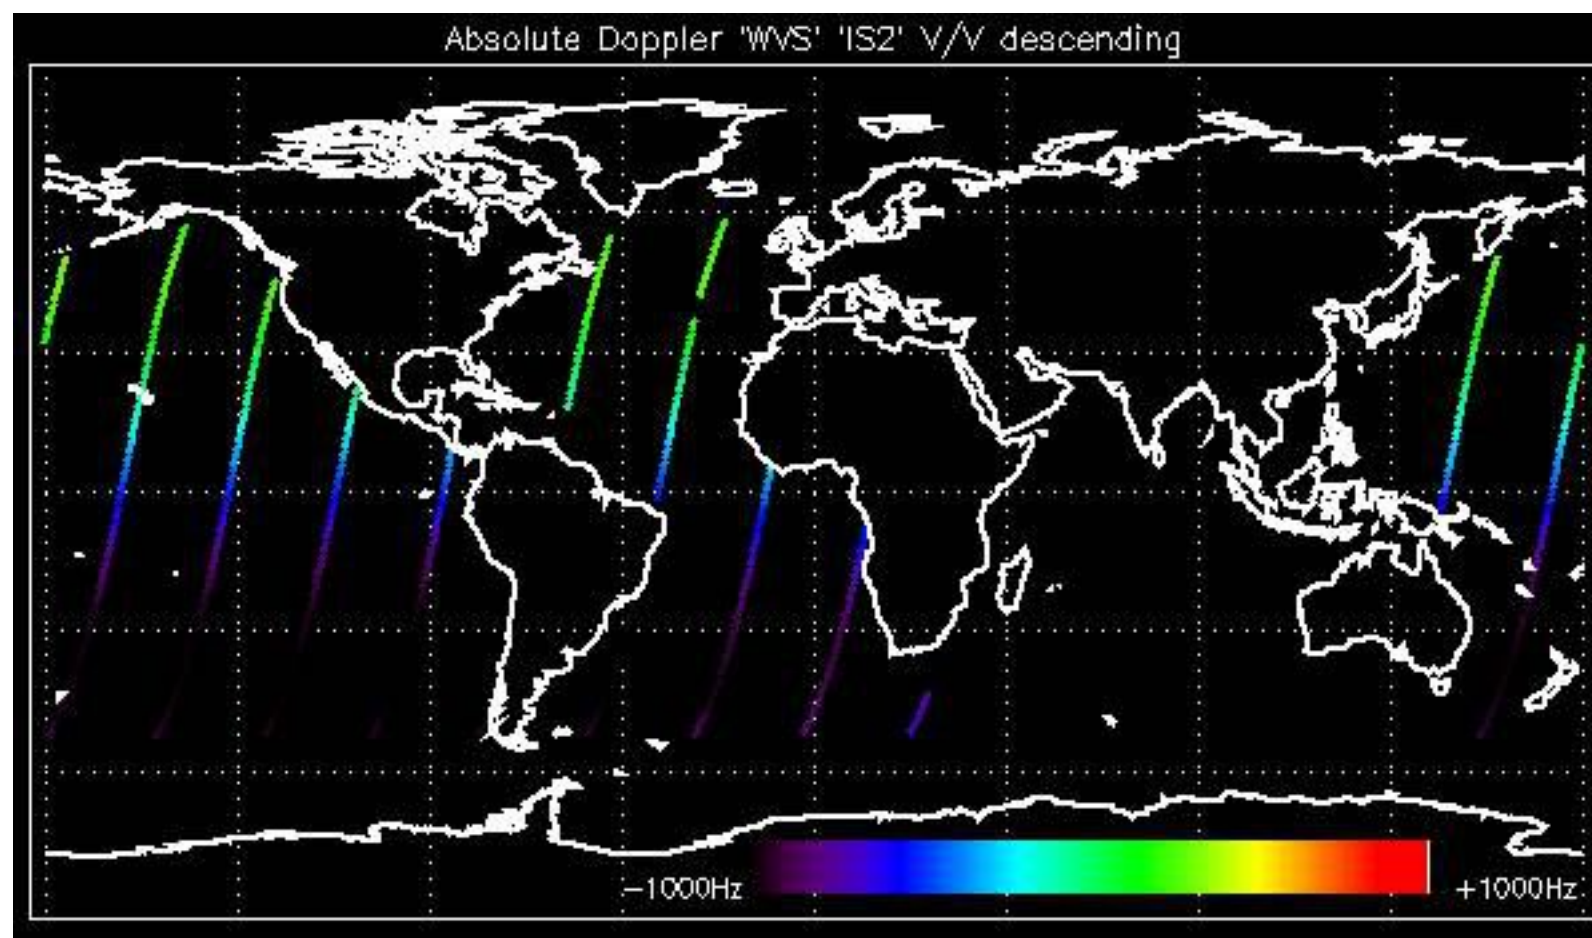 Absolute Doppler 'WVS' 'IS2' V/V descending
−1000Hz
+1000Hz